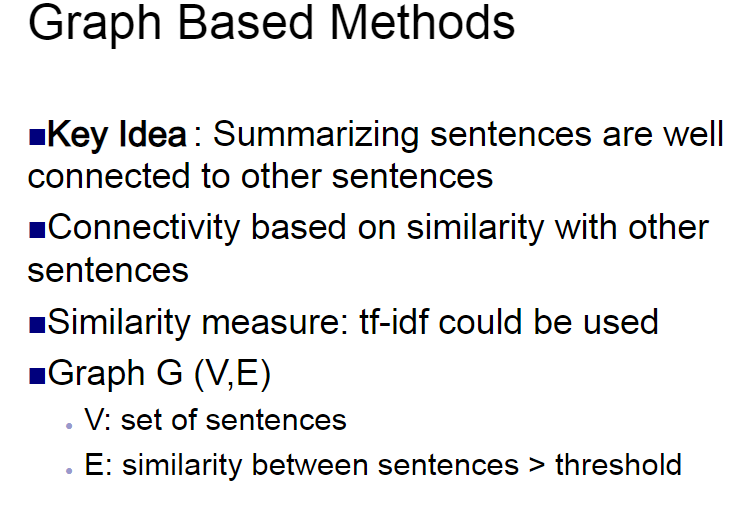 Graph Based Methods
■Key Idea : Summarizing sentences are well
connected to other sentences
■Connectivity based on similarity with other
sentences
■Similarity measure: tf-idf could be used
■Graph G (V,E)
• V: set of sentences
• E: similarity between sentences > threshold